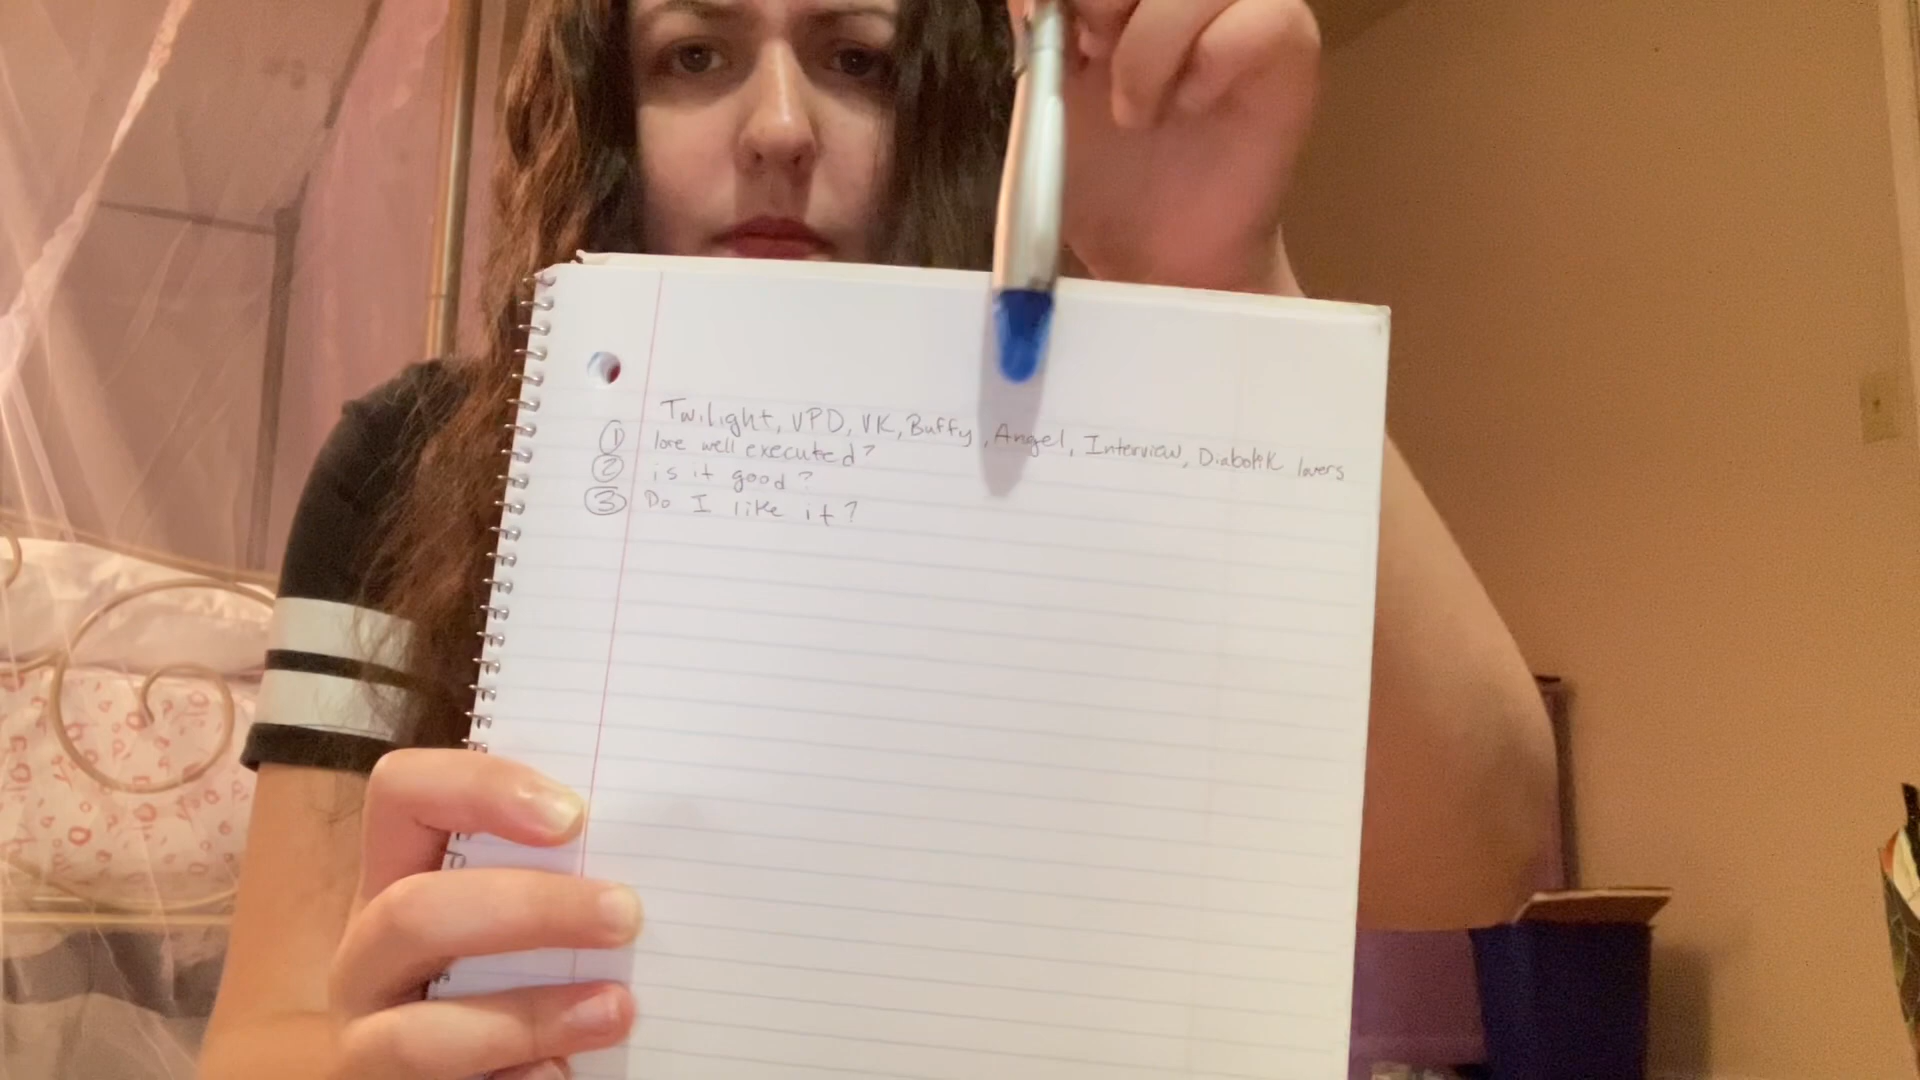 Twilight, VPD, VK, Buffy, Angel, Interview, Diabolik lovers
① lore well executed?
② is it good?
③ Do I like it?